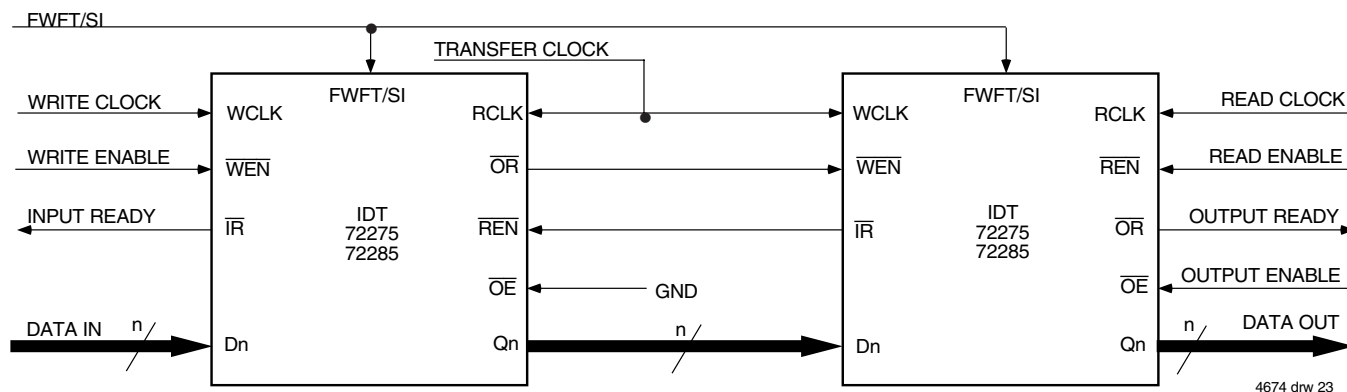 FWFT/SI
TRANSFER CLOCK
FWFT/SI
FWFT/SI
WRITE CLOCK
WCLK
RCLK
WCLK
RCLK
READ CLOCK
WRITE ENABLE
WEN
OR
WEN
REN
READ ENABLE
INPUT READY
IR
IDT
72275
72285
REN
IR
IDT
72275
72285
OR
OUTPUT READY
OE
GND
OE
OUTPUT ENABLE
DATA IN
n
Dn
Qn
n
Dn
Qn
n
DATA OUT
4674 drw 23